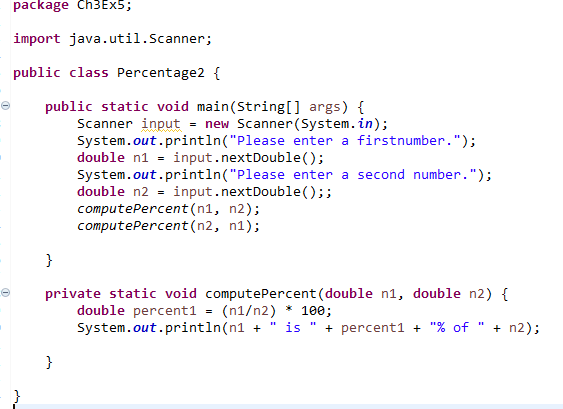 package Ch3Ex5;
import java.util.Scanner;
public class Percentage2 {
public static void main(String[] args) {
Scanner input = new Scanner(System.in);
System.out.println("Please enter a firstnumber.");
double n1 = input.nextDouble();
System.out.println("Please enter a second number.");
double n2 = input.nextDouble();;
computePercent(n1, n2);
computePercent(n2, n1);
}
private static void computePercent(double n1, double n2) {
double percent1 = (n1/n2) * 100;
System.out.println(n1 + " is " + percent1 + "% of " + n2);
}
}